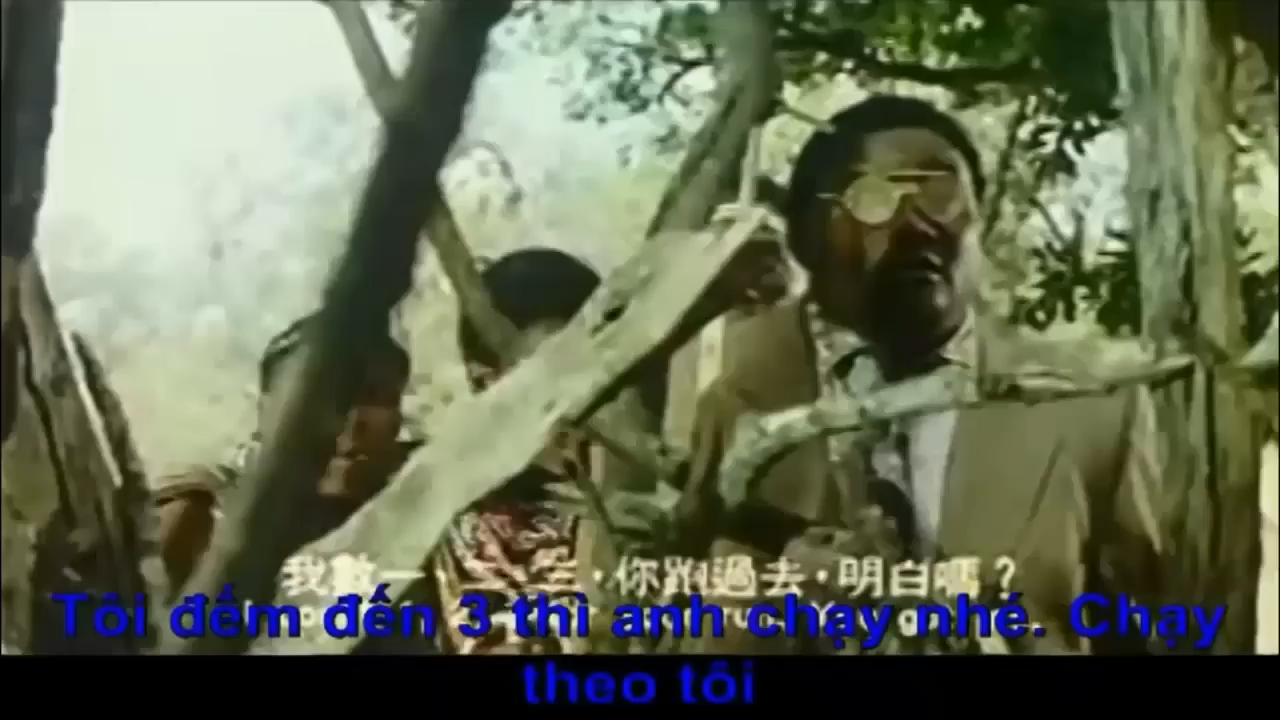 我數一、二、三,你跑過去,明白嗎?
Tôi đếm đến 3 thì anh chạy nhé. Chạy
theo tôi